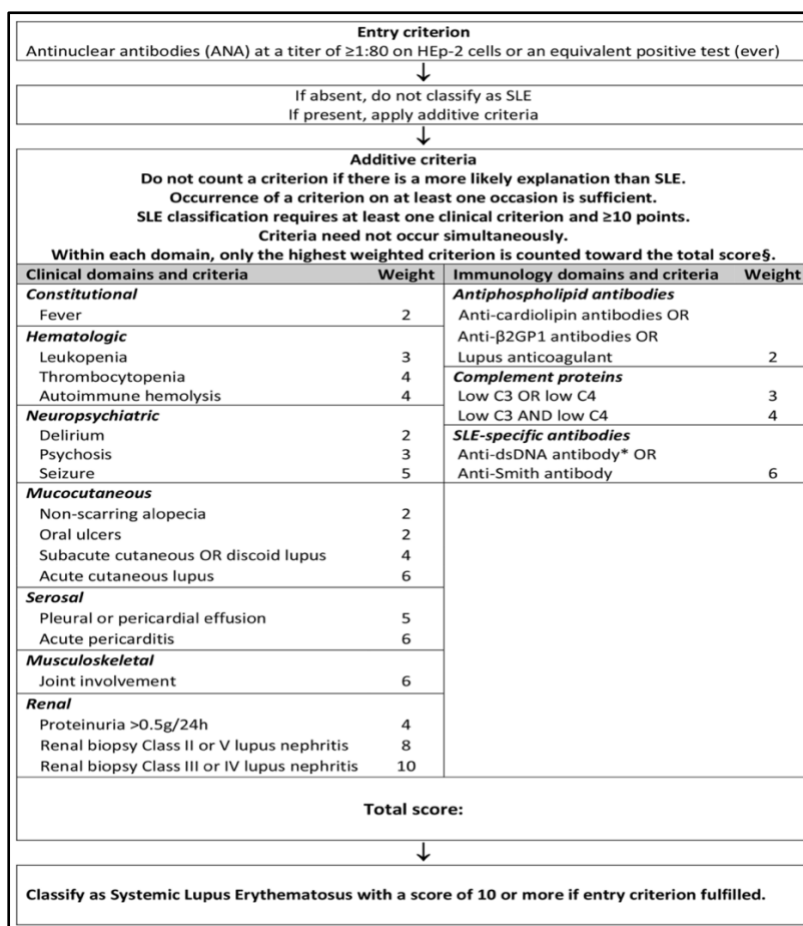 Entry criterion
Antinuclear antibodies (ANA) at a titer of ≥1:80 on HEp-2 cells or an equivalent positive test (ever)
↓
If absent, do not classify as SLE
If present, apply additive criteria
↓
Additive criteria
Do not count a criterion if there is a more likely explanation than SLE.
Occurrence of a criterion on at least one occasion is sufficient.
SLE classification requires at least one clinical criterion and ≥10 points.
Criteria need not occur simultaneously.
Within each domain, only the highest weighted criterion is counted toward the total score§.
Clinical domains and criteria Weight
Constitutional
Fever 2
Hematologic
Leukopenia 3
Thrombocytopenia 4
Autoimmune hemolysis 4
Neuropsychiatric
Delirium 2
Psychosis 3
Seizure 5
Mucocutaneous
Non-scarring alopecia 2
Oral ulcers 2
Subacute cutaneous OR discoid lupus 4
Acute cutaneous lupus 6
Serosal
Pleural or pericardial effusion 5
Acute pericarditis 6
Musculoskeletal
Joint involvement 6
Renal
Proteinuria >0.5g/24h 4
Renal biopsy Class II or V lupus nephritis 8
Renal biopsy Class III or IV lupus nephritis 10
Immunology domains and criteria Weight
Antiphospholipid antibodies
Anti-cardiolipin antibodies OR
Anti-β2GP1 antibodies OR
Lupus anticoagulant 2
Complement proteins
Low C3 OR low C4 3
Low C3 AND low C4 4
SLE-specific antibodies
Anti-dsDNA antibody* OR
Anti-Smith antibody 6
Total score:
↓
Classify as Systemic Lupus Erythematosus with a score of 10 or more if entry criterion fulfilled.